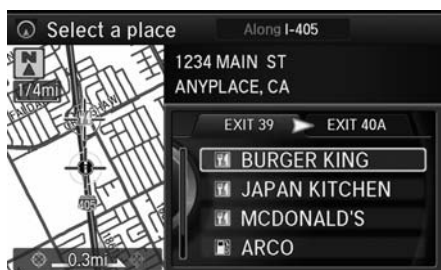 Select a place
Along I-405
N
1/4mi
1234 MAIN ST
ANYPLACE, CA
EXIT 39 EXIT 40A
BURGER KING
JAPAN KITCHEN
MCDONALD'S
ARCO
405
0.3mi